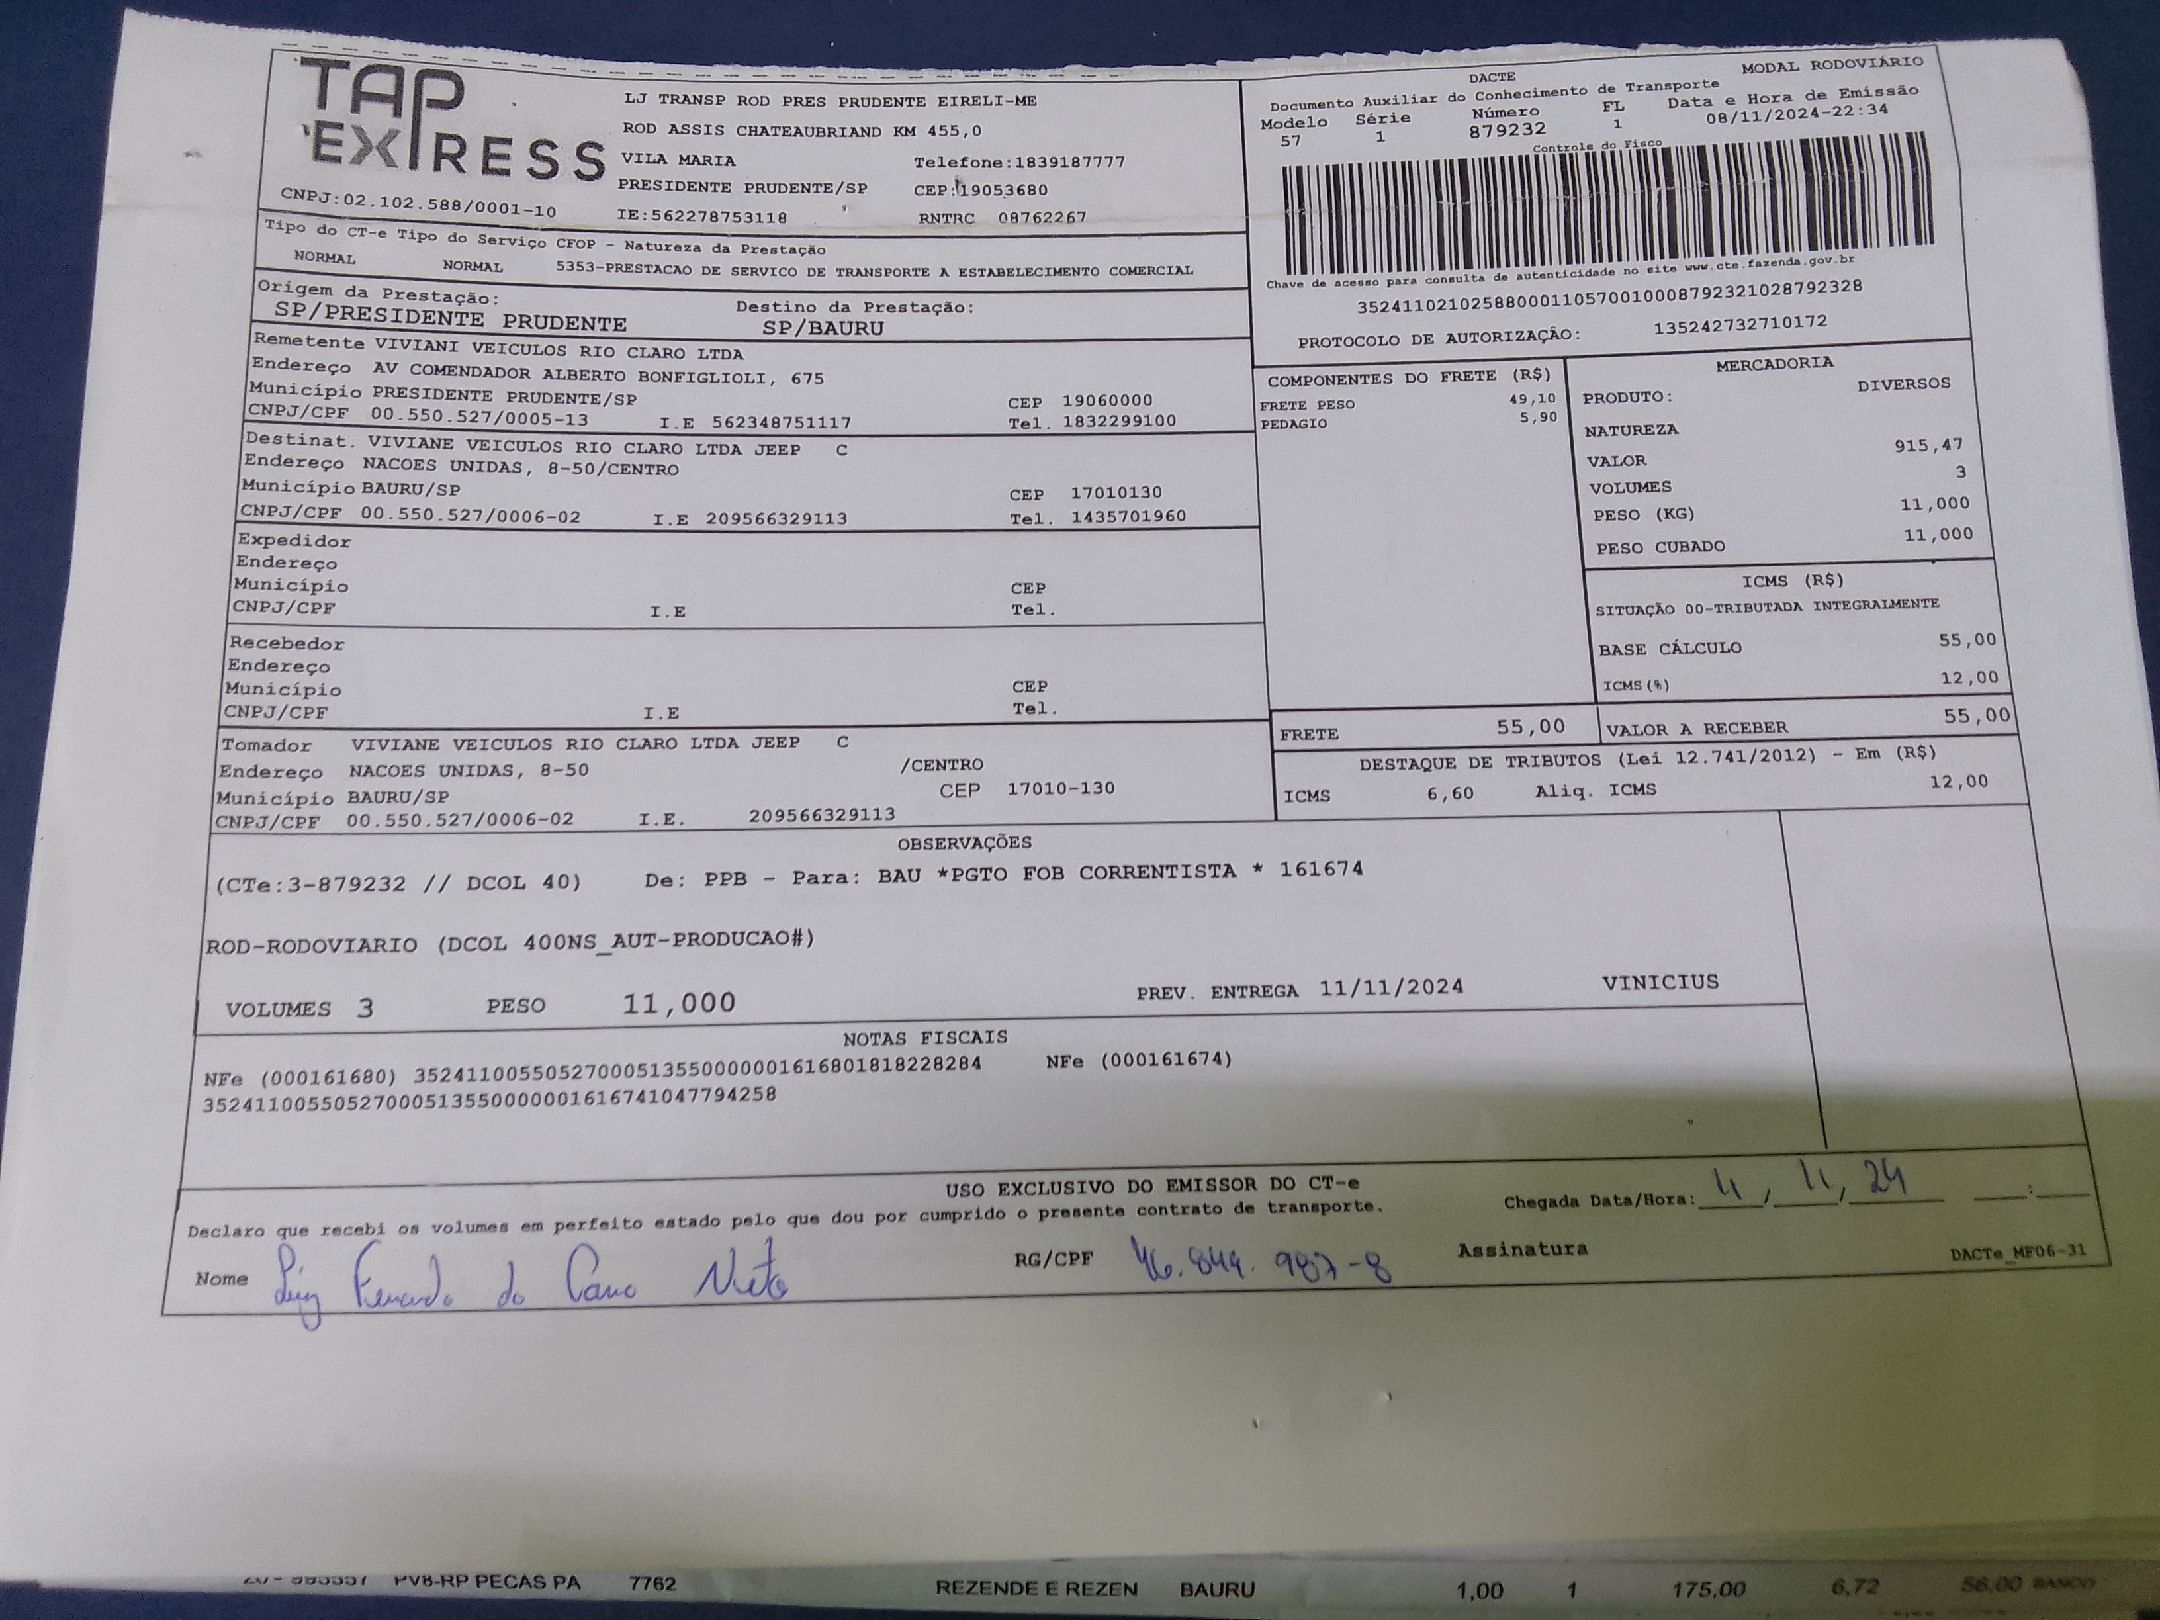 TAP EXPRESS
LJ TRANSP ROD PRES PRUDENTE EIRELI-ME
ROD ASSIS CHATEAUBRIAND KM 455,0
VILA MARIA Telefone:1839187777
PRESIDENTE PRUDENTE/SP CEP:19053680
CNPJ:02.102.588/0001-10 IE:562278753118 RNTRC 08762267
DACTE MODAL RODOVIÁRIO
Documento Auxiliar do Conhecimento de Transporte
Modelo Série Número FL Data e Hora de Emissão
57 1 879232 1 08/11/2024-22:34
Controle do Fisco
Chave de acesso para consulta de autenticidade no site www.cte.fazenda.gov.br
35241102102588000110570010008792321028792328
PROTOCOLO DE AUTORIZAÇÃO: 135242732710172
Tipo do CT-e Tipo do Serviço CFOP - Natureza da Prestação
NORMAL NORMAL 5353-PRESTACAO DE SERVICO DE TRANSPORTE A ESTABELECIMENTO COMERCIAL
Origem da Prestação: Destino da Prestação:
SP/PRESIDENTE PRUDENTE SP/BAURU
Remetente VIVIANI VEICULOS RIO CLARO LTDA
Endereço AV COMENDADOR ALBERTO BONFIGLIOLI, 675
Município PRESIDENTE PRUDENTE/SP CEP 19060000
CNPJ/CPF 00.550.527/0005-13 I.E 562348751117 Tel. 1832299100
Destinat. VIVIANE VEICULOS RIO CLARO LTDA JEEP C
Endereço NACOES UNIDAS, 8-50/CENTRO
Município BAURU/SP CEP 17010130
CNPJ/CPF 00.550.527/0006-02 I.E 209566329113 Tel. 1435701960
Expedidor
Endereço
Município CEP
CNPJ/CPF I.E Tel.
Recebedor
Endereço
Município CEP
CNPJ/CPF I.E Tel.
Tomador VIVIANE VEICULOS RIO CLARO LTDA JEEP C
Endereço NACOES UNIDAS, 8-50 /CENTRO
Município BAURU/SP CEP 17010-130
CNPJ/CPF 00.550.527/0006-02 I.E. 209566329113
COMPONENTES DO FRETE (R$)
FRETE PESO 49,10
PEDAGIO 5,90
MERCADORIA
PRODUTO: DIVERSOS
NATUREZA
VALOR 915,47
VOLUMES 3
PESO (KG) 11,000
PESO CUBADO 11,000
ICMS (R$)
SITUAÇÃO 00-TRIBUTADA INTEGRALMENTE
BASE CÁLCULO 55,00
ICMS(%) 12,00
FRETE 55,00 VALOR A RECEBER 55,00
DESTAQUE DE TRIBUTOS (Lei 12.741/2012) - Em (R$)
ICMS 6,60 Aliq. ICMS 12,00
OBSERVAÇÕES
(CTe:3-879232 // DCOL 40) De: PPB - Para: BAU *PGTO FOB CORRENTISTA * 161674
ROD-RODOVIARIO (DCOL 400NS_AUT-PRODUCAO#)
VOLUMES 3 PESO 11,000 PREV. ENTREGA 11/11/2024 VINICIUS
NOTAS FISCAIS
NFe (000161680) 35241100550527000513550000001616801818228284 NFe (000161674)
35241100550527000513550000001616741047794258
USO EXCLUSIVO DO EMISSOR DO CT-e
Declaro que recebi os volumes em perfeito estado pelo que dou por cumprido o presente contrato de transporte.
Chegada Data/Hora: 11 / 11 / 24 :
Nome Luiz Fernando do Cano Neto RG/CPF 46.844.987-8 Assinatura DACTe_MF06-31
PV8-RP PECAS PA 7762 REZENDE E REZEN BAURU 1,00 1 175,00 6,72 56,00 BANCO